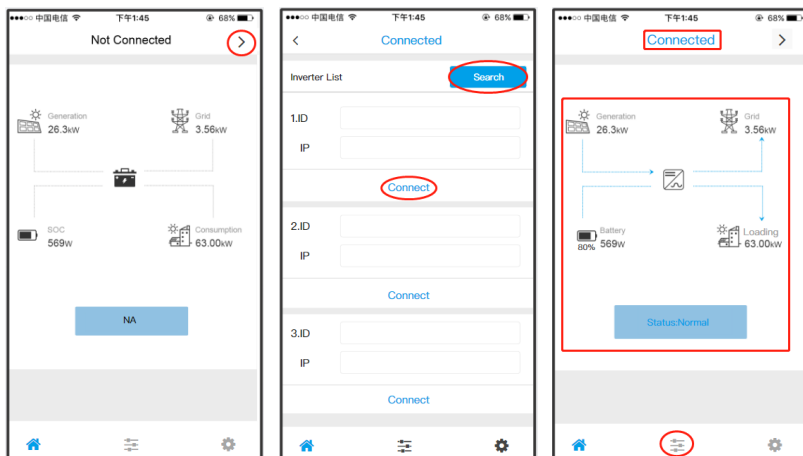 中国电信 下午1:45 68%
Not Connected
Generation
26.3kW
Grid
3.56kW
SOC
569W
Consumption
63.00kW
NA
中国电信 下午1:45 68%
Connected
Inverter List
Search
1.ID
IP
Connect
2.ID
IP
Connect
3.ID
IP
Connect
中国电信 下午1:45 68%
Connected
Generation
26.3kW
Grid
3.56kW
Battery
80% 569W
Loading
63.00kW
Status:Normal